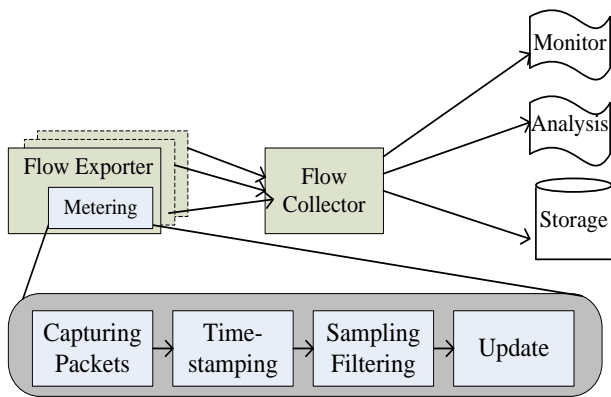 Monitor
Flow Exporter
Metering
Flow
Collector
Analysis
Storage
Capturing
Packets
Time-
stamping
Sampling
Filtering
Update